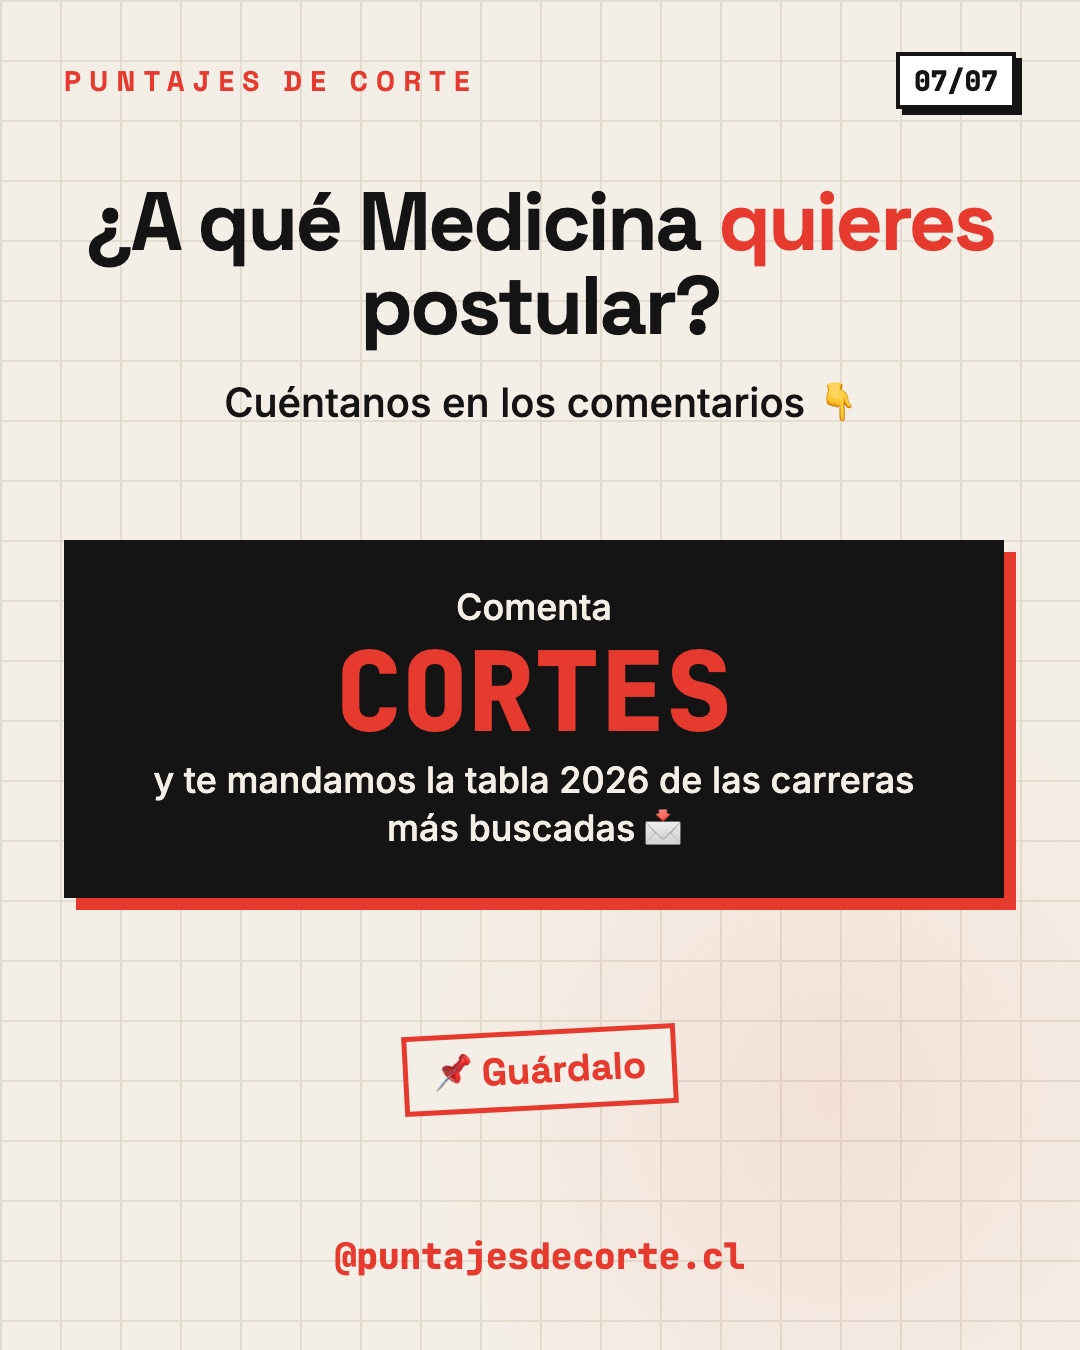 PUNTAJES DE CORTE
07/07
¿A qué Medicina quieres
postular?
Cuéntanos en los comentarios 👇
Comenta
CORTES
y te mandamos la tabla 2026 de las carreras
más buscadas 📩
📌 Guárdalo
@puntajesdecorte.cl